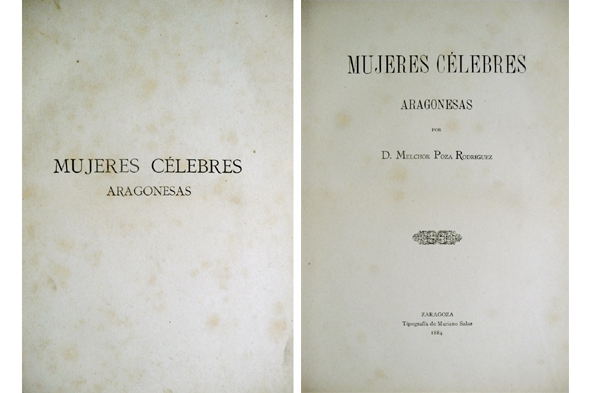 MUJERES CÉLEBRES
ARAGONESAS
MUJERES CÉLEBRES
ARAGONESAS
POR
D. MELCHOR POZA RODRIGUEZ
ZARAGOZA
Tipografía de Mariano Salas
1884